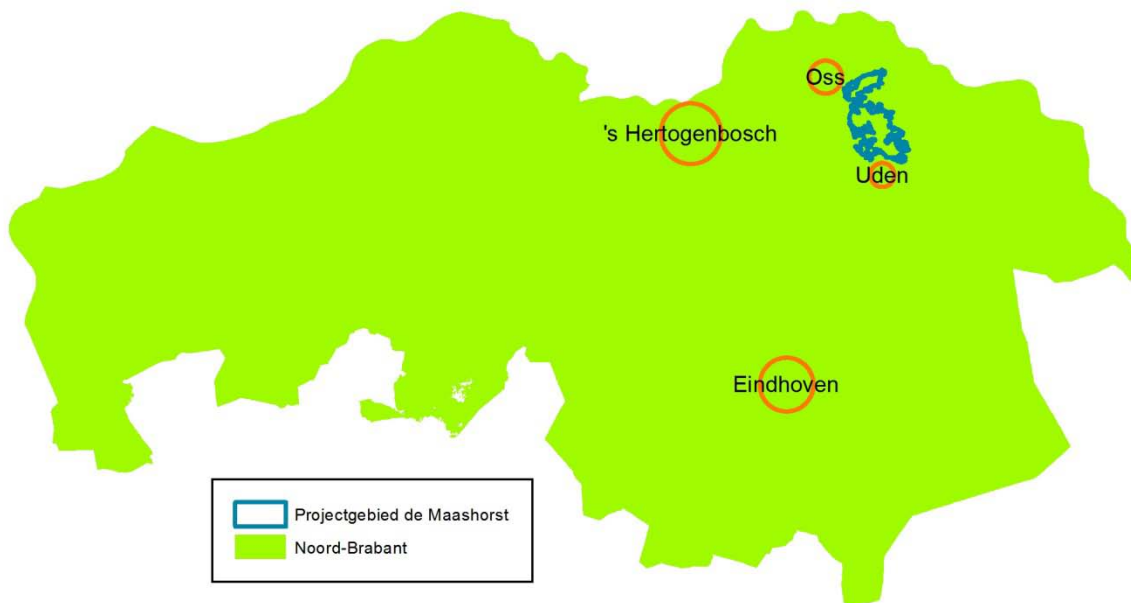 Oss
's Hertogenbosch
Uden
Eindhoven
Projectgebied de Maashorst
Noord-Brabant